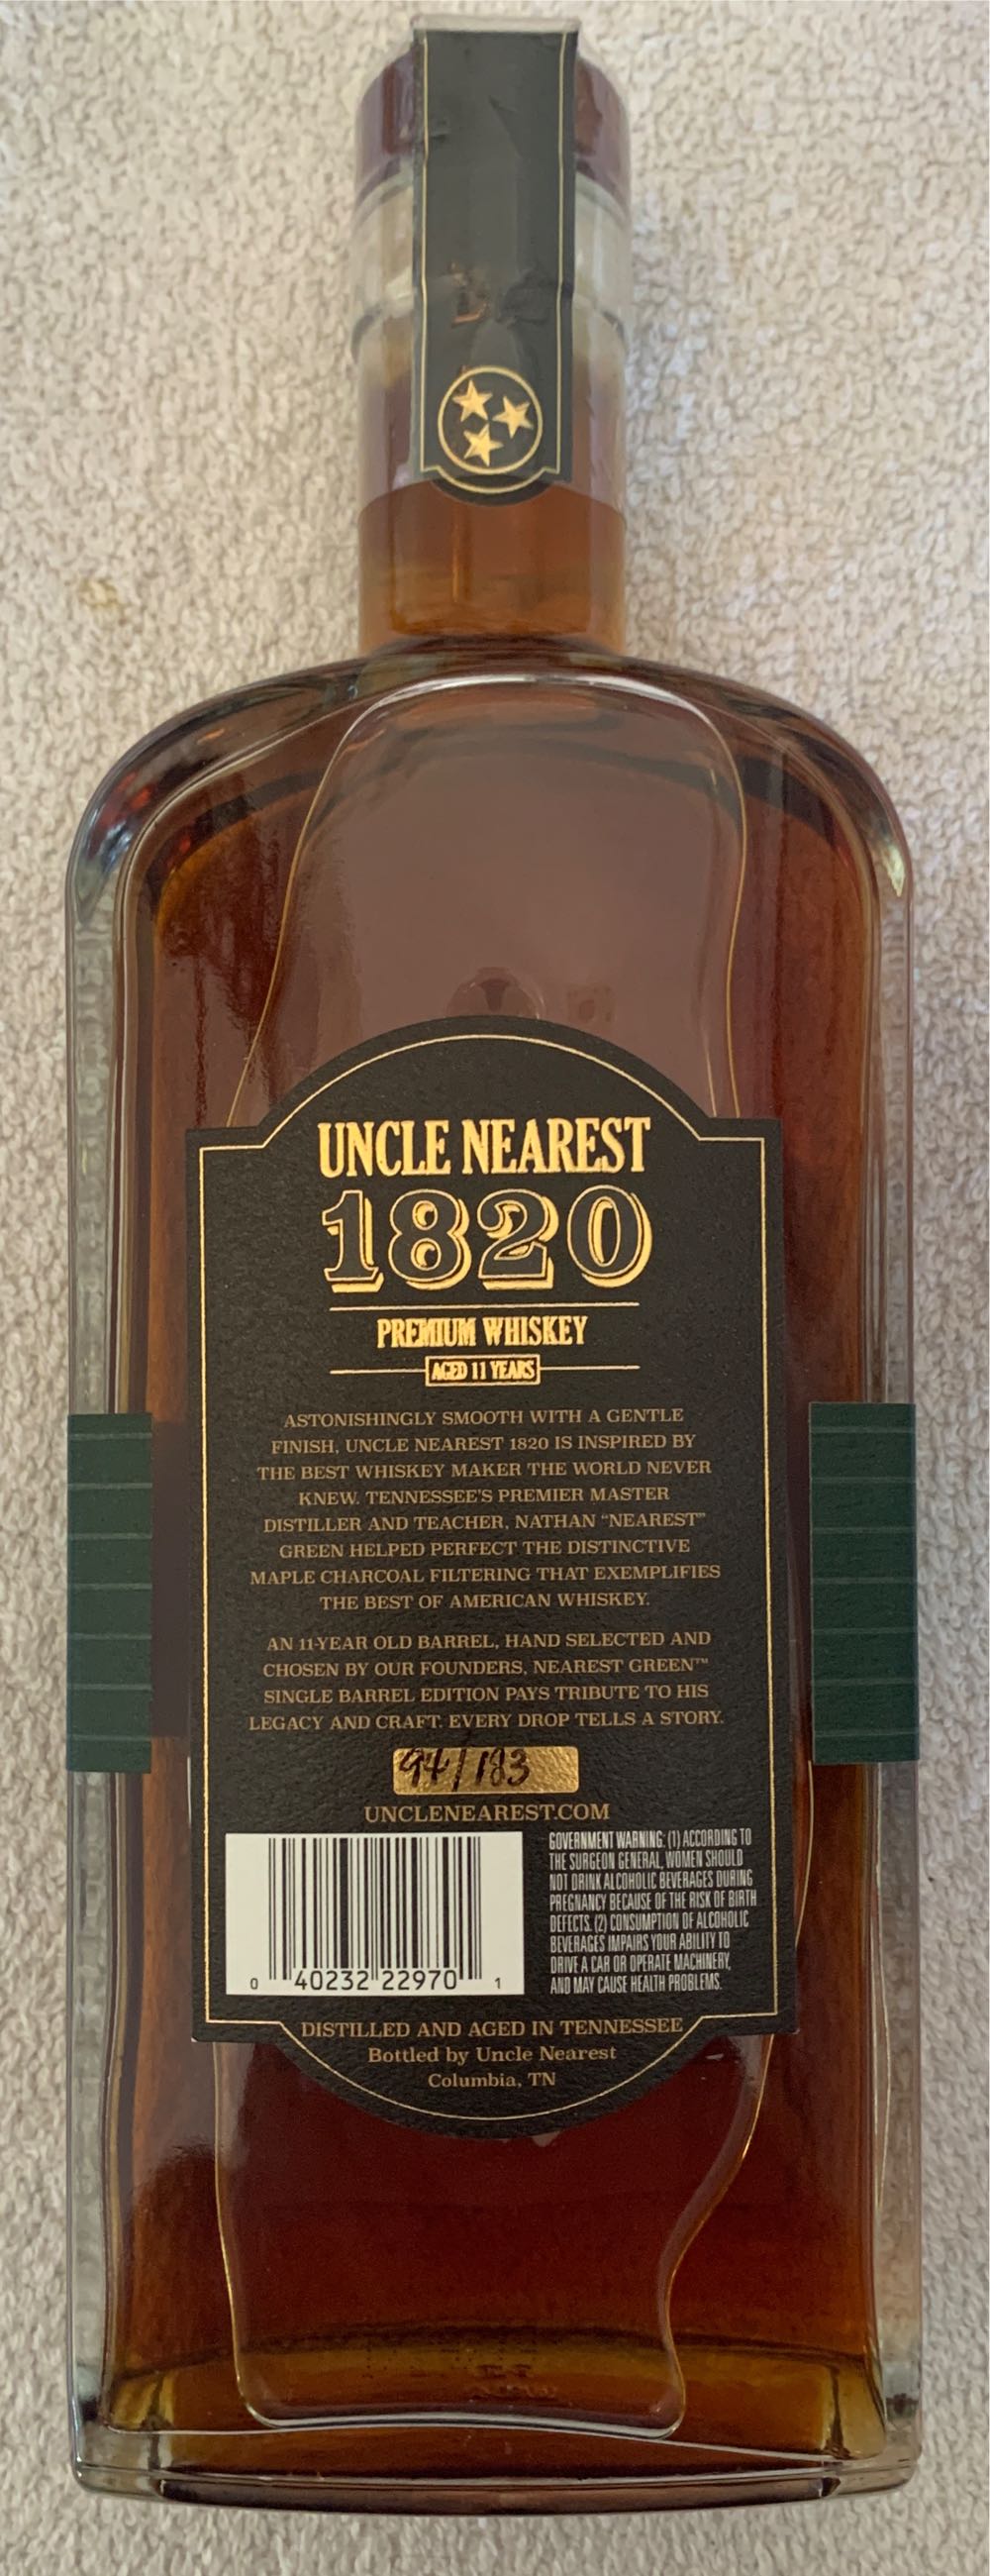 UNCLE NEAREST
1820
PREMIUM WHISKEY
AGED 11 YEARS
ASTONISHINGLY SMOOTH WITH A GENTLE
FINISH, UNCLE NEAREST 1820 IS INSPIRED BY
THE BEST WHISKEY MAKER THE WORLD NEVER
KNEW. TENNESSEE'S PREMIER MASTER
DISTILLER AND TEACHER, NATHAN "NEAREST"
GREEN HELPED PERFECT THE DISTINCTIVE
MAPLE CHARCOAL FILTERING THAT EXEMPLIFIES
THE BEST OF AMERICAN WHISKEY.
AN 11-YEAR OLD BARREL, HAND SELECTED AND
CHOSEN BY OUR FOUNDERS, NEAREST GREEN™
SINGLE BARREL EDITION PAYS TRIBUTE TO HIS
LEGACY AND CRAFT. EVERY DROP TELLS A STORY.
94/183
UNCLENEAREST.COM
GOVERNMENT WARNING: (1) ACCORDING TO
THE SURGEON GENERAL, WOMEN SHOULD
NOT DRINK ALCOHOLIC BEVERAGES DURING
PREGNANCY BECAUSE OF THE RISK OF BIRTH
DEFECTS. (2) CONSUMPTION OF ALCOHOLIC
BEVERAGES IMPAIRS YOUR ABILITY TO
DRIVE A CAR OR OPERATE MACHINERY,
AND MAY CAUSE HEALTH PROBLEMS.
0 40232 22970 1
DISTILLED AND AGED IN TENNESSEE
Bottled by Uncle Nearest
Columbia, TN